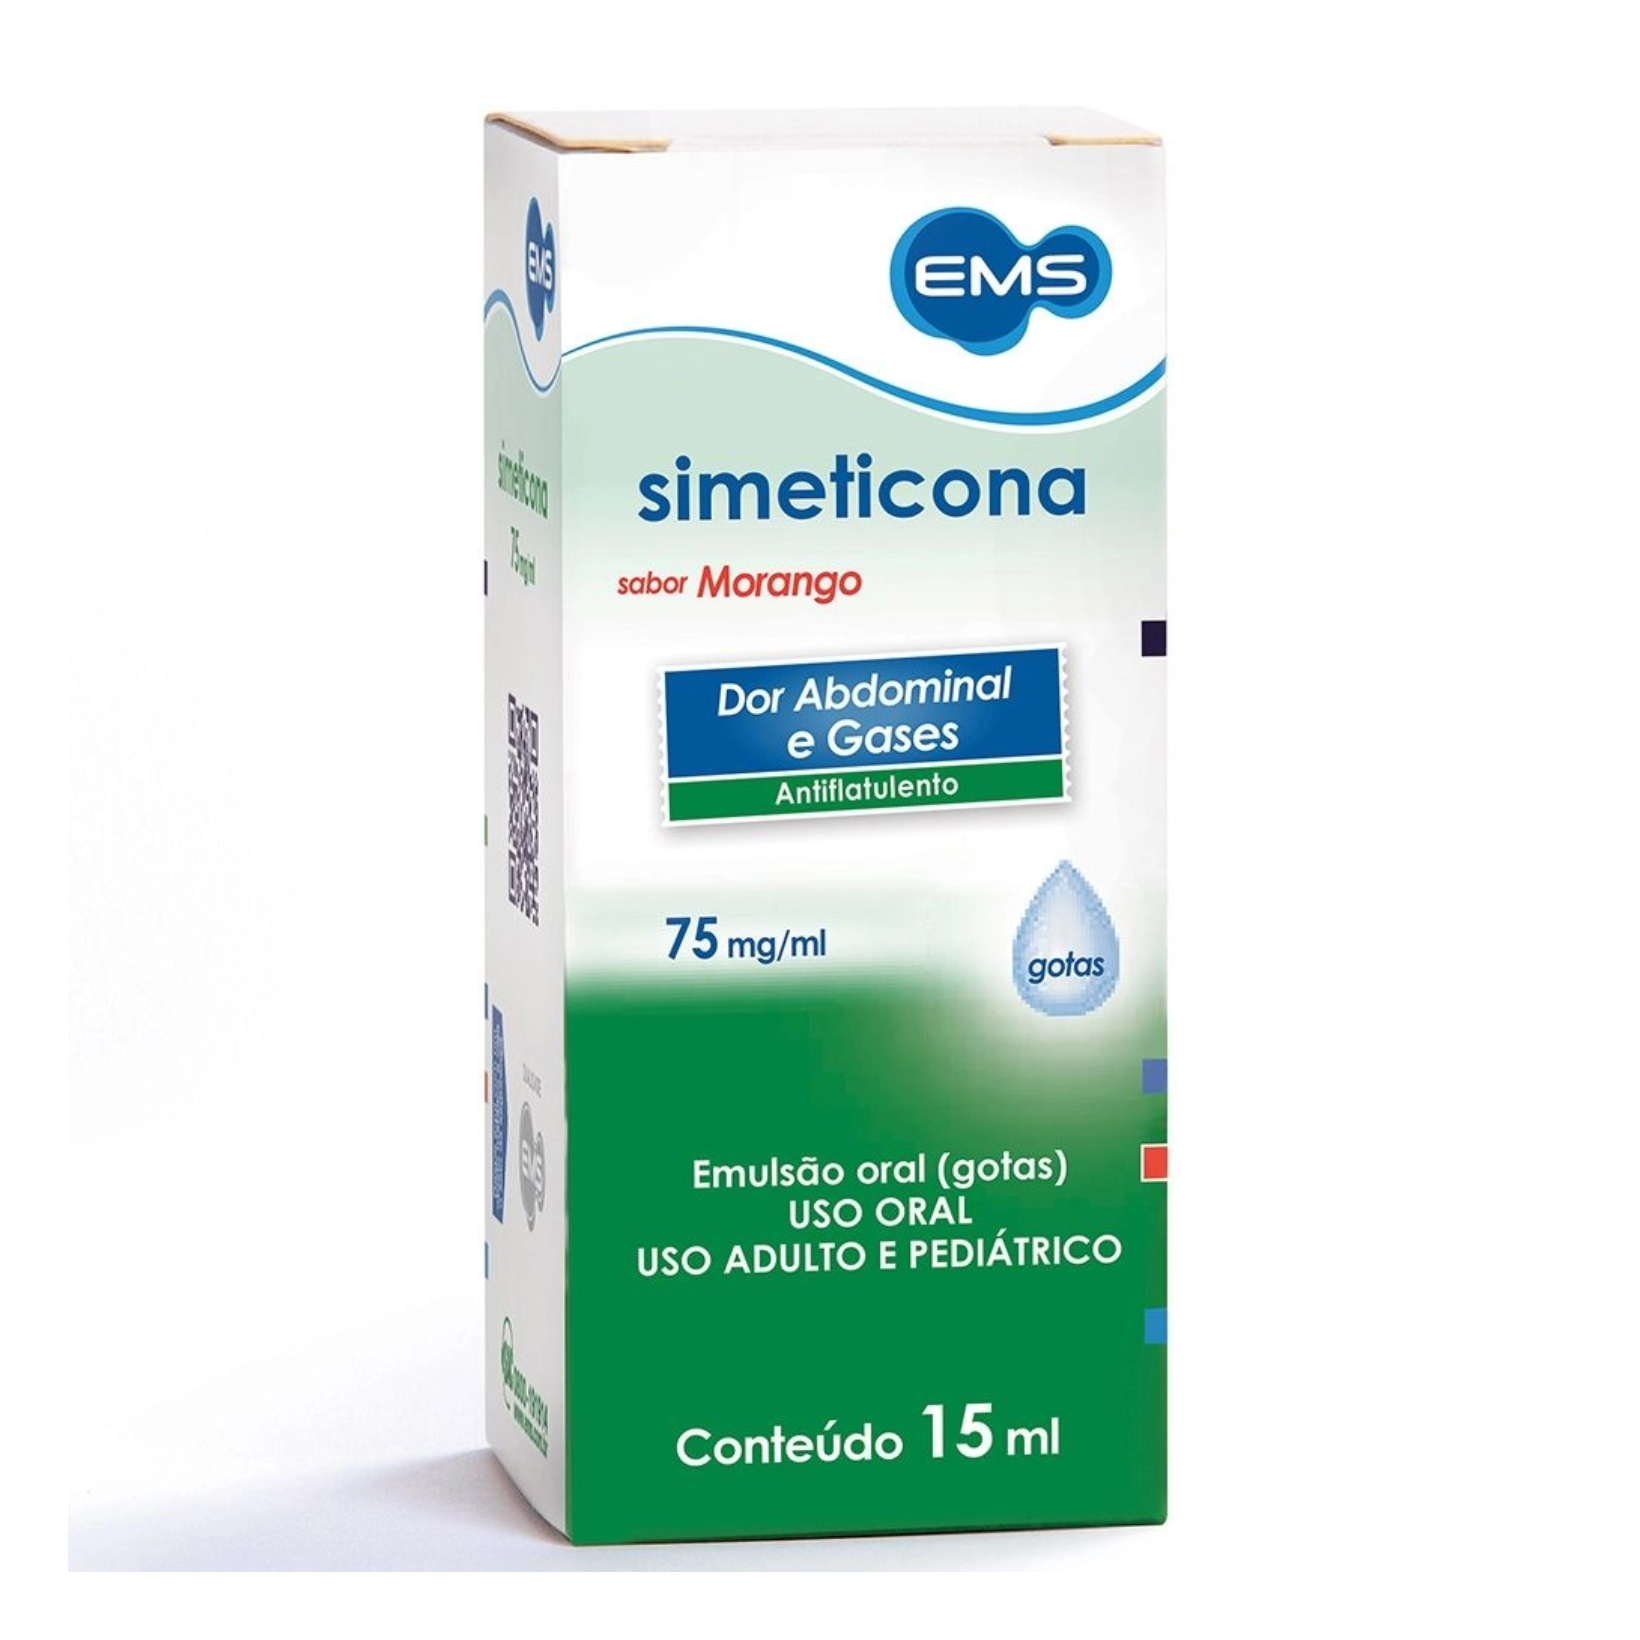 EMS
simeticona
sabor Morango
Dor Abdominal
e Gases
Antiflatulento
75 mg/ml
gotas
Emulsão oral (gotas)
USO ORAL
USO ADULTO E PEDIÁTRICO
Conteúdo 15 ml
EMS
simeticona
75 mg/ml
EMS